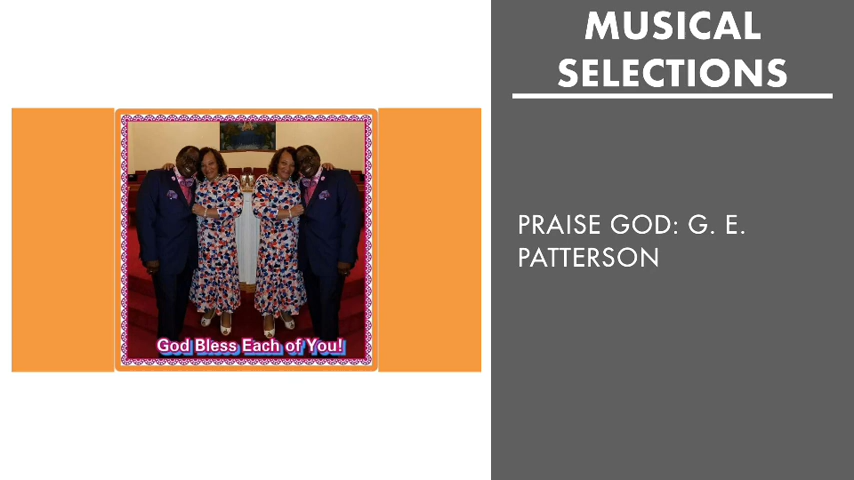 MUSICAL
SELECTIONS
PRAISE GOD: G. E.
PATTERSON
God Bless Each of You!